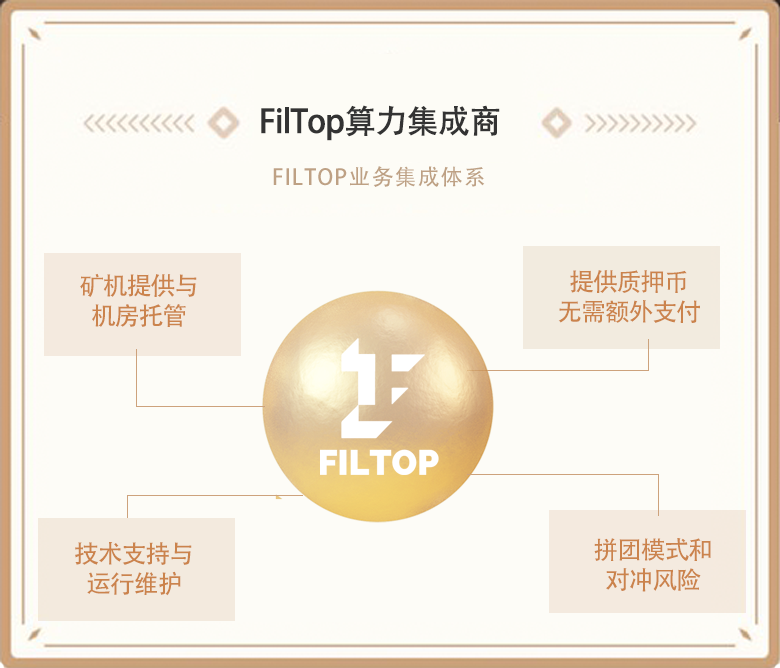 FilTop算力集成商
FILTOP业务集成体系
矿机提供与
机房托管
提供质押币
无需额外支付
FILTOP
技术支持与
运行维护
拼团模式和
对冲风险